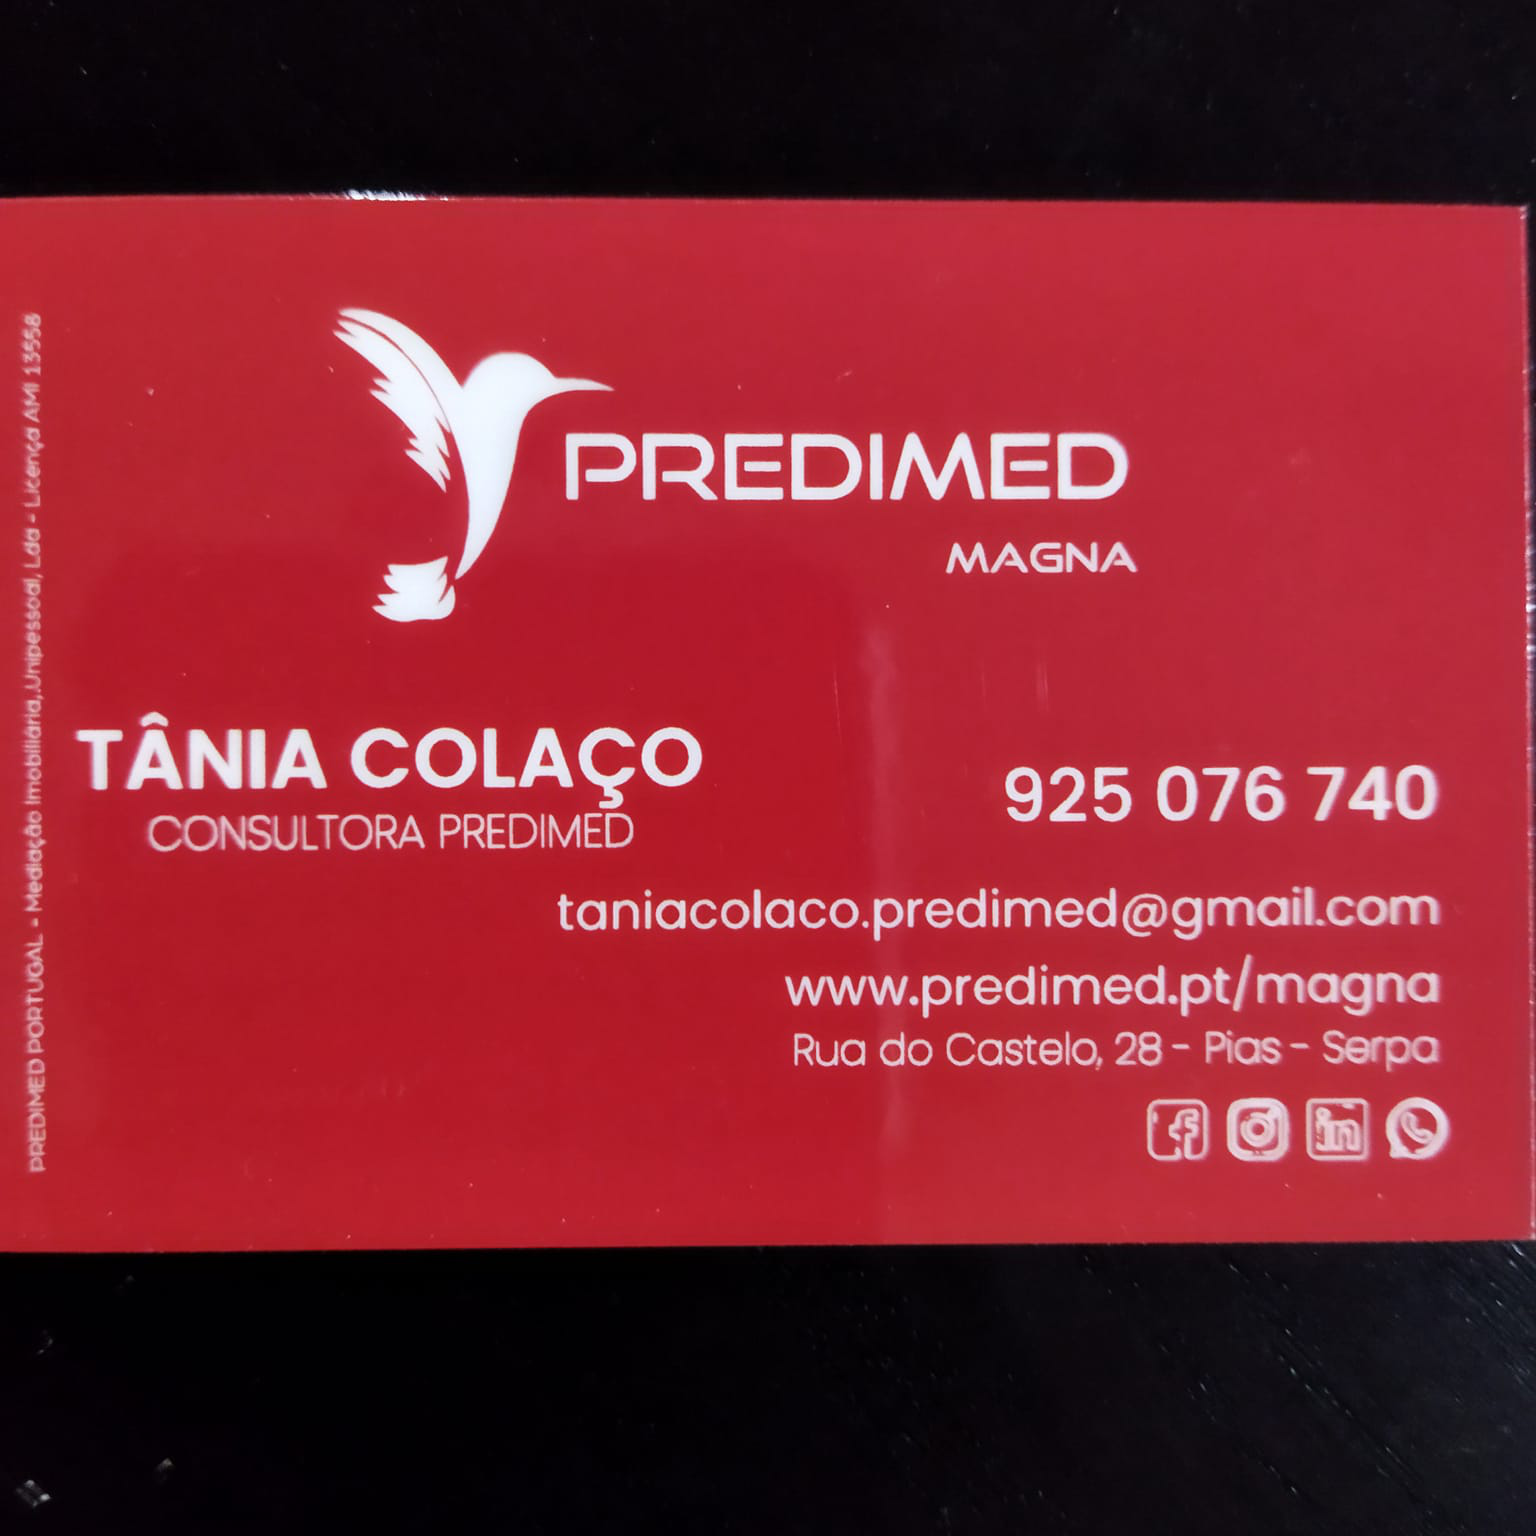 PREDIMED
MAGNA
TÂNIA COLAÇO
CONSULTORA PREDIMED
925 076 740
taniacolaco.predimed@gmail.com
www.predimed.pt/magna
Rua do Castelo, 28 - Pias - Serpa
PREDIMED PORTUGAL - Mediação Imobiliária,Unipessoal, Lda - Licença AMI 13558